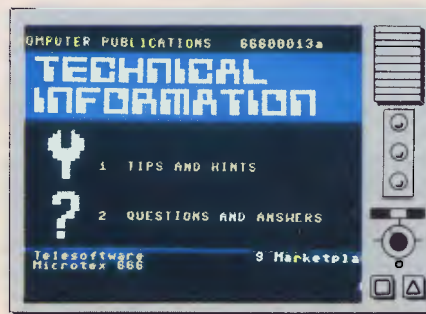 OMPUTER PUBLICATIONS 66600013a
TECHNICAL
INFORMATION
1 TIPS AND HINTS
2 QUESTIONS AND ANSWERS
Telesoftware 9 Marketpla
Microtex 666